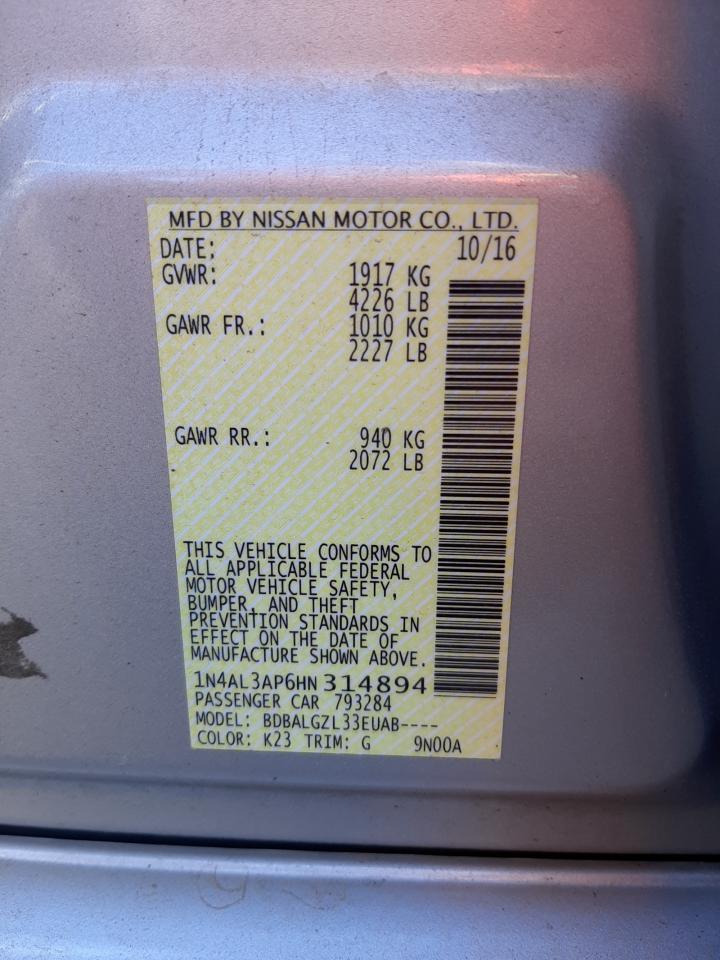 MFD BY NISSAN MOTOR CO., LTD.
DATE: 10/16
GVWR: 1917 KG
4226 LB
GAWR FR.: 1010 KG
2227 LB
GAWR RR.: 940 KG
2072 LB
THIS VEHICLE CONFORMS TO
ALL APPLICABLE FEDERAL
MOTOR VEHICLE SAFETY,
BUMPER, AND THEFT
PREVENTION STANDARDS IN
EFFECT ON THE DATE OF
MANUFACTURE SHOWN ABOVE.
1N4AL3AP6HN 314894
PASSENGER CAR 793284
MODEL: BDBALGZL33EUAB----
COLOR: K23 TRIM: G 9N00A